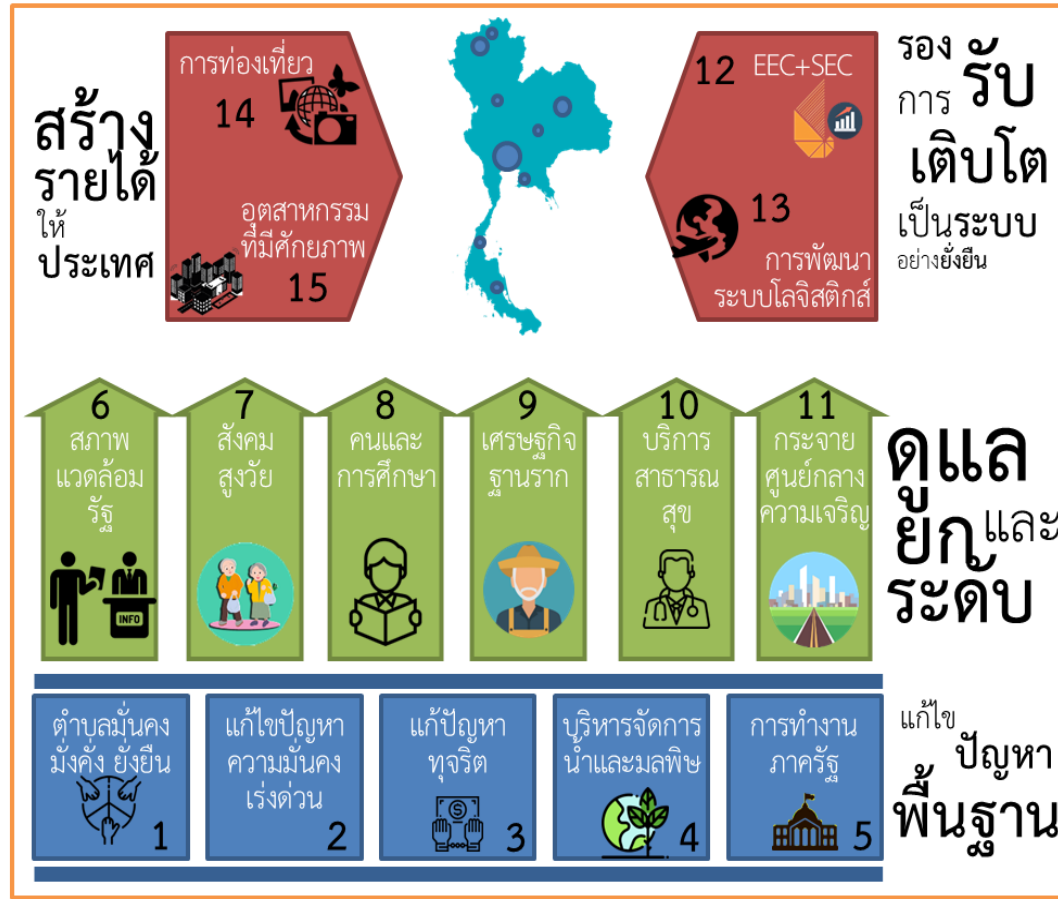 สร้าง
รายได้
ให้
ประเทศ
การท่องเที่ยว
14
อุตสาหกรรม
ที่มีศักยภาพ
15
12 EEC+SEC
13
การพัฒนา
ระบบโลจิสติกส์
รอง
การ รับ
เติบโต
เป็นระบบ
อย่างยั่งยืน
6
สภาพ
แวดล้อม
รัฐ
INFO
7
สังคม
สูงวัย
8
คนและ
การศึกษา
9
เศรษฐกิจ
ฐานราก
10
บริการ
สาธารณ
สุข
11
กระจาย
ศูนย์กลาง
ความเจริญ
ดูแล
ยก และ
ระดับ
ตำบลมั่นคง
มั่งคั่ง ยั่งยืน
1
แก้ไขปัญหา
ความมั่นคง
เร่งด่วน
2
แก้ปัญหา
ทุจริต
3
บริหารจัดการ
น้ำและมลพิษ
4
การทำงาน
ภาครัฐ
5
แก้ไข
ปัญหา
พื้นฐาน